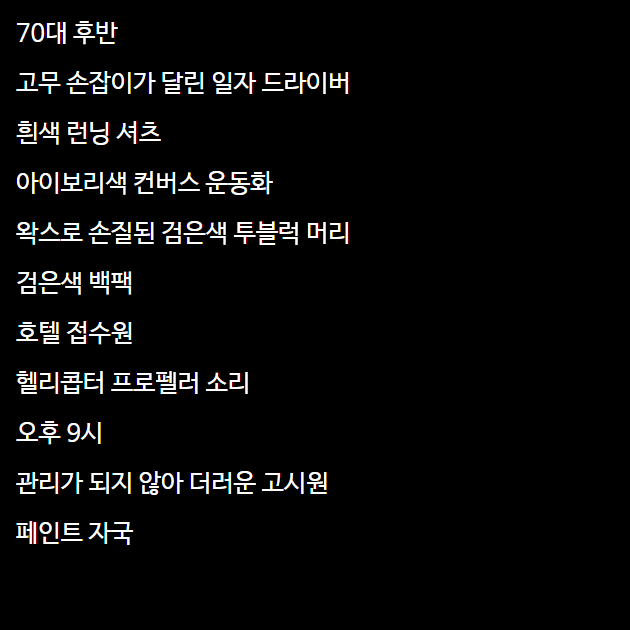 70대 후반
고무 손잡이가 달린 일자 드라이버
흰색 런닝 셔츠
아이보리색 컨버스 운동화
왁스로 손질된 검은색 투블럭 머리
검은색 백팩
호텔 접수원
헬리콥터 프로펠러 소리
오후 9시
관리가 되지 않아 더러운 고시원
페인트 자국